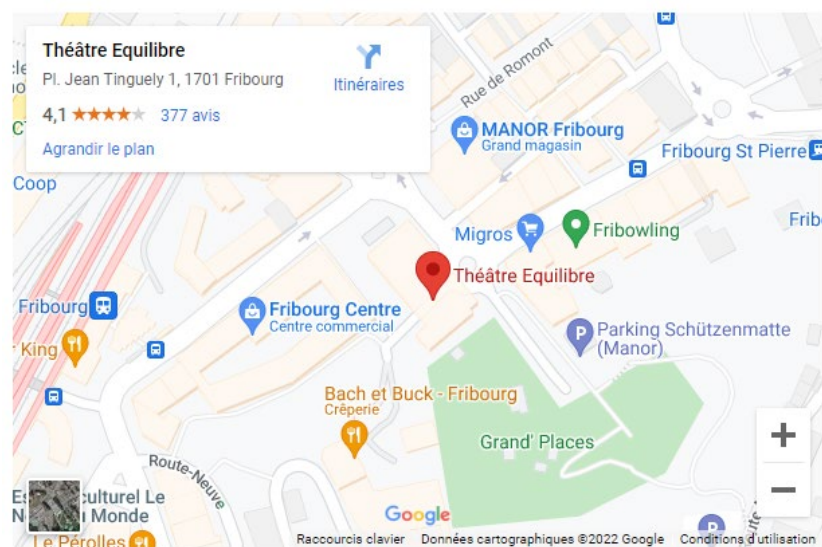 Théâtre Equilibre
Pl. Jean Tinguely 1, 1701 Fribourg
4,1
377 avis
Agrandir le plan
Itinéraires
Rue de Romont
MANOR Fribourg
Grand magasin
Fribourg St Pierre
Coop
Migros
Fribowling
Théâtre Equilibre
Fribourg
Fribourg Centre
Centre commercial
King
P
Parking Schützenmatte
(Manor)
Bach et Buck - Fribourg
Crêperie
Grand' Places
Route-Neuve
culturel Le
Monde
Le Pérolles
Google
P
+
−
Raccourcis clavier
Données cartographiques ©2022 Google
Conditions d'utilisation